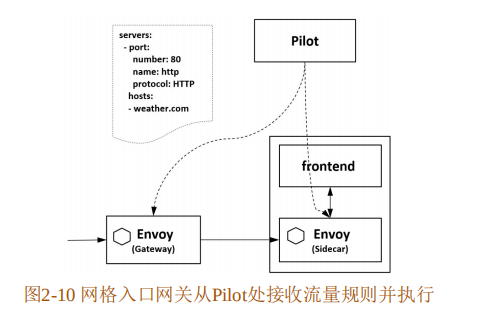 servers:
- port:
number: 80
name: http
protocol: HTTP
hosts:
- weather.com
Pilot
frontend
Envoy
(Gateway)
Envoy
(Sidecar)
图2-10 网格入口网关从Pilot处接收流量规则并执行